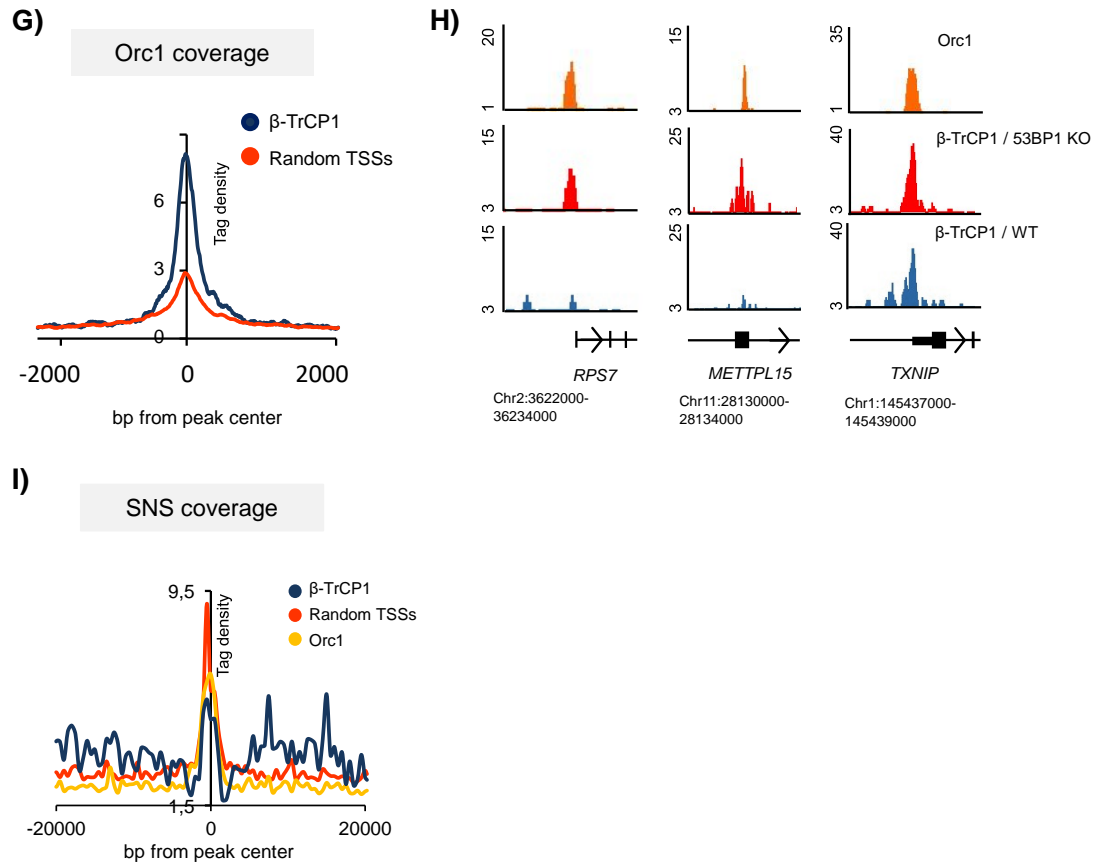 G)
Orc1 coverage
β-TrCP1
Random TSSs
Tag density
6
3
0
-2000
0
2000
bp from peak center
H)
20
1
15
3
35
1
Orc1
15
3
25
3
40
3
β-TrCP1 / 53BP1 KO
15
3
25
3
40
3
β-TrCP1 / WT
RPS7
METTPL15
TXNIP
Chr2:3622000-
36234000
Chr11:28130000-
28134000
Chr1:145437000-
145439000
I)
SNS coverage
9,5
Tag density
β-TrCP1
Random TSSs
Orc1
1,5
-20000
0
20000
bp from peak center